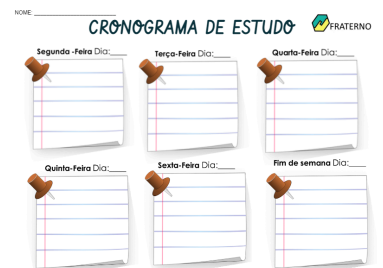 NOME:____________________
CRONOGRAMA DE ESTUDO
FRATERNO
Segunda -Feira Dia:____
Terça-Feira Dia:____
Quarta-Feira Dia:____
Quinta-Feira Dia:____
Sexta-Feira Dia:____
Fim de semana Dia:____